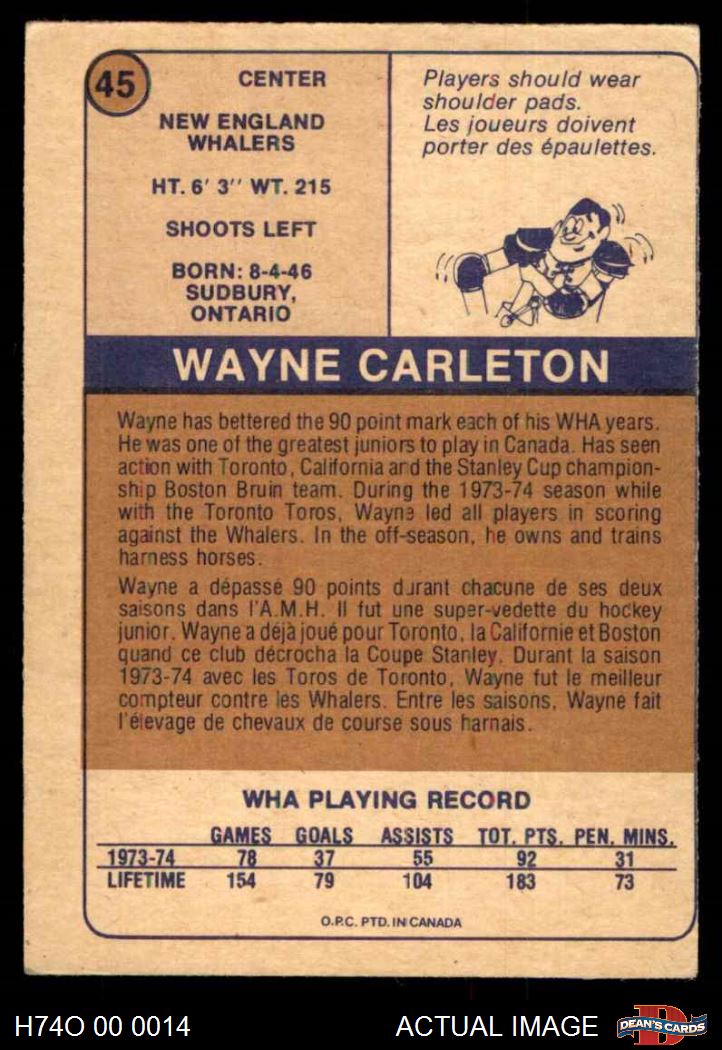 45
CENTER
NEW ENGLAND
WHALERS
HT. 6' 3'' WT. 215
SHOOTS LEFT
BORN: 8-4-46
SUDBURY,
ONTARIO
Players should wear
shoulder pads.
Les joueurs doivent
porter des épaulettes.
WAYNE CARLETON
Wayne has bettered the 90 point mark each of his WHA years.
He was one of the greatest juniors to play in Canada. Has seen
action with Toronto, California and the Stanley Cup champion-
ship Boston Bruin team. During the 1973-74 season while
with the Toronto Toros, Wayne led all players in scoring
against the Whalers. In the off-season, he owns and trains
harness horses.
Wayne a dépassé 90 points durant chacune de ses deux
saisons dans l'A.M.H. Il fut une super-vedette du hockey
junior. Wayne a déjà joué pour Toronto, la Californie et Boston
quand ce club décrocha la Coupe Stanley. Durant la saison
1973-74 avec les Toros de Toronto, Wayne fut le meilleur
compteur contre les Whalers. Entre les saisons, Wayne fait
l'élevage de chevaux de course sous harnais.
WHA PLAYING RECORD
GAMES GOALS ASSISTS TOT. PTS. PEN. MINS.
1973-74 78 37 55 92 31
LIFETIME 154 79 104 183 73
O.P.C. PTD. IN CANADA
H74O 00 0014
ACTUAL IMAGE
D
DEAN'S CARDS